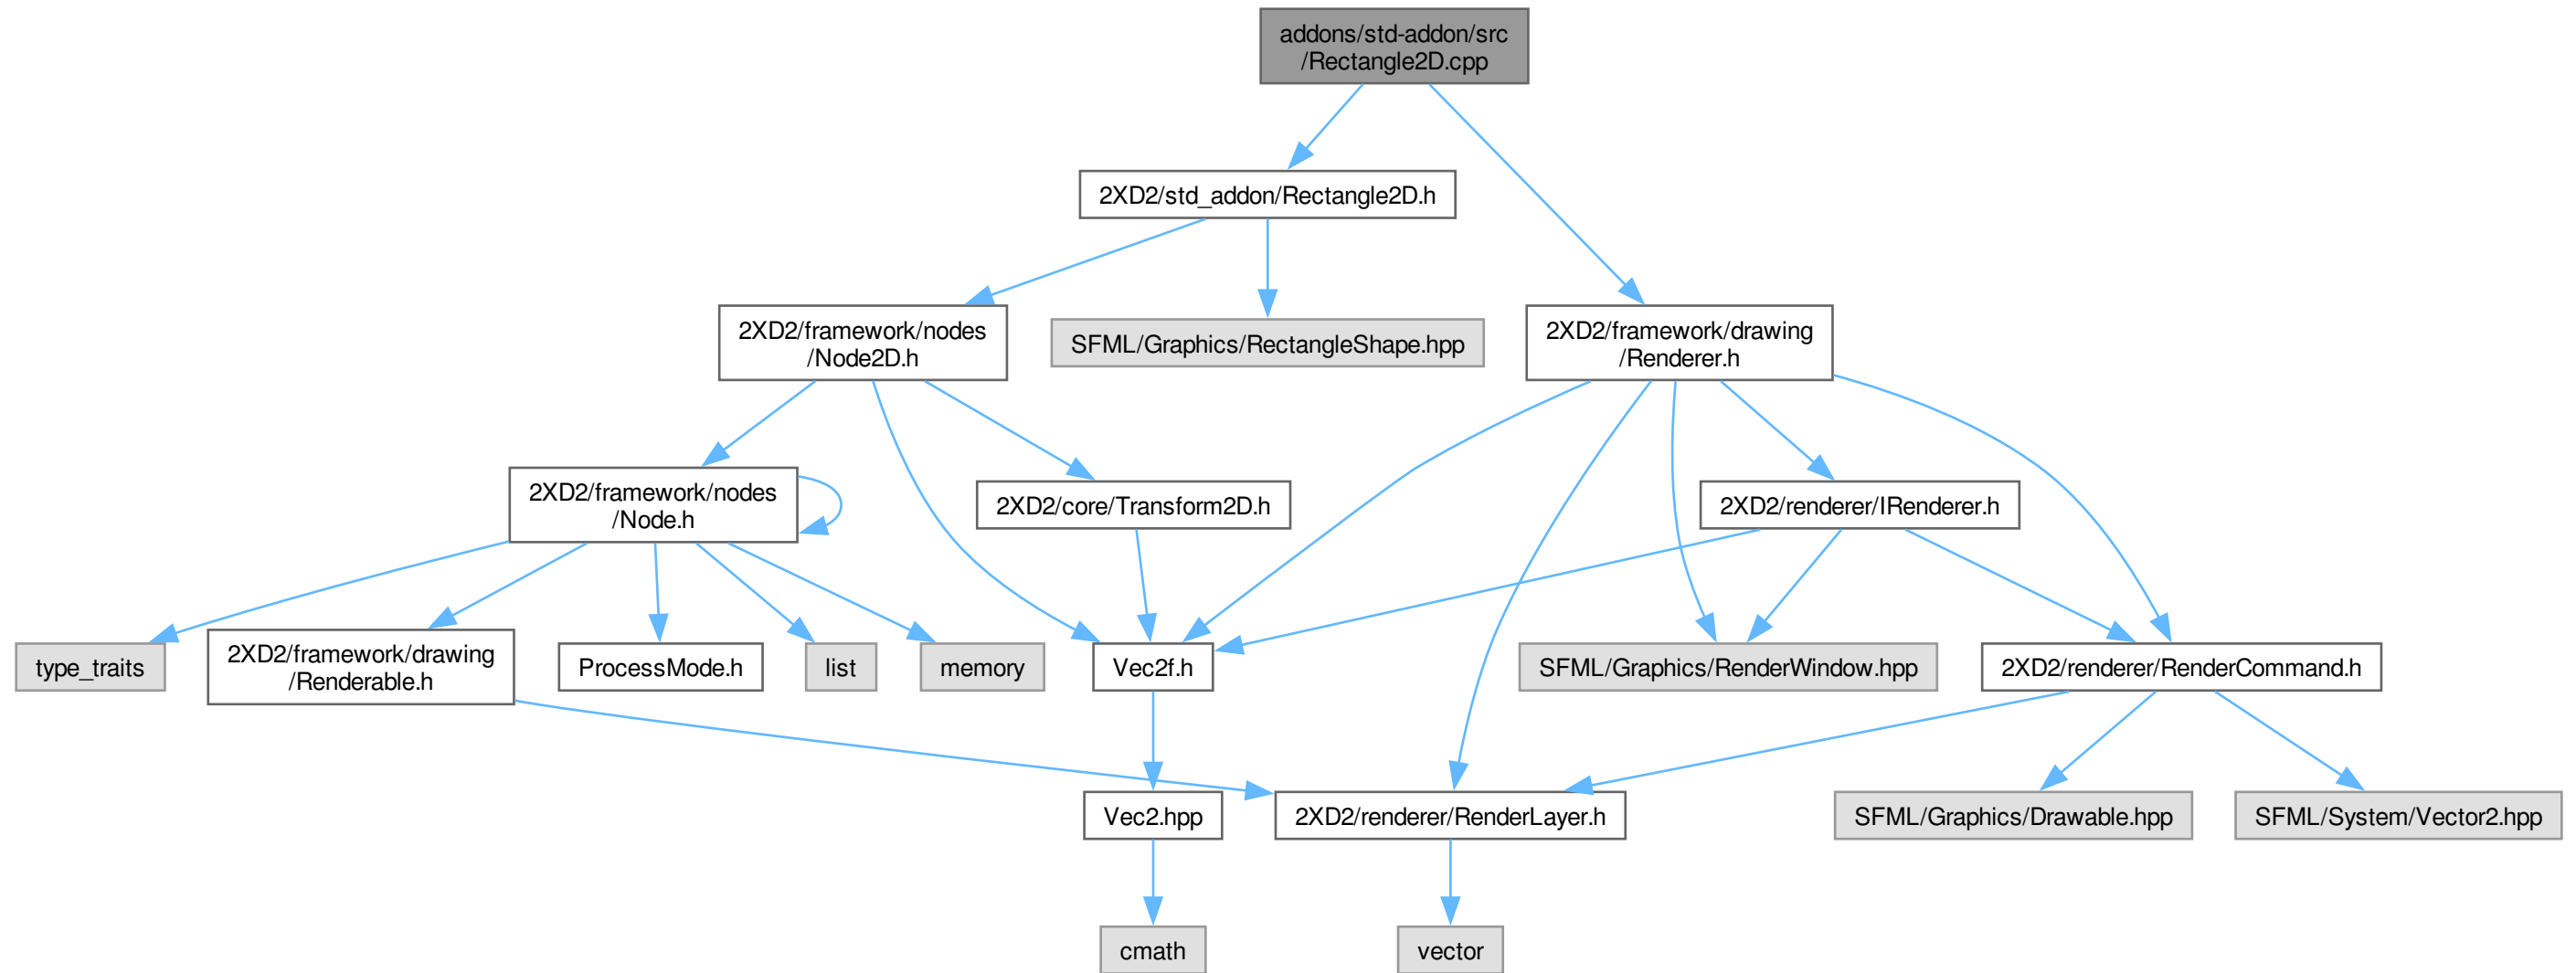 addons/std-addon/src
/Rectangle2D.cpp
2XD2/std_addon/Rectangle2D.h
2XD2/framework/nodes
/Node2D.h
SFML/Graphics/RectangleShape.hpp
2XD2/framework/drawing
/Renderer.h
2XD2/framework/nodes
/Node.h
2XD2/core/Transform2D.h
2XD2/renderer/IRenderer.h
type_traits
2XD2/framework/drawing
/Renderable.h
ProcessMode.h
list
memory
Vec2f.h
SFML/Graphics/RenderWindow.hpp
2XD2/renderer/RenderCommand.h
Vec2.hpp
2XD2/renderer/RenderLayer.h
SFML/Graphics/Drawable.hpp
SFML/System/Vector2.hpp
cmath
vector